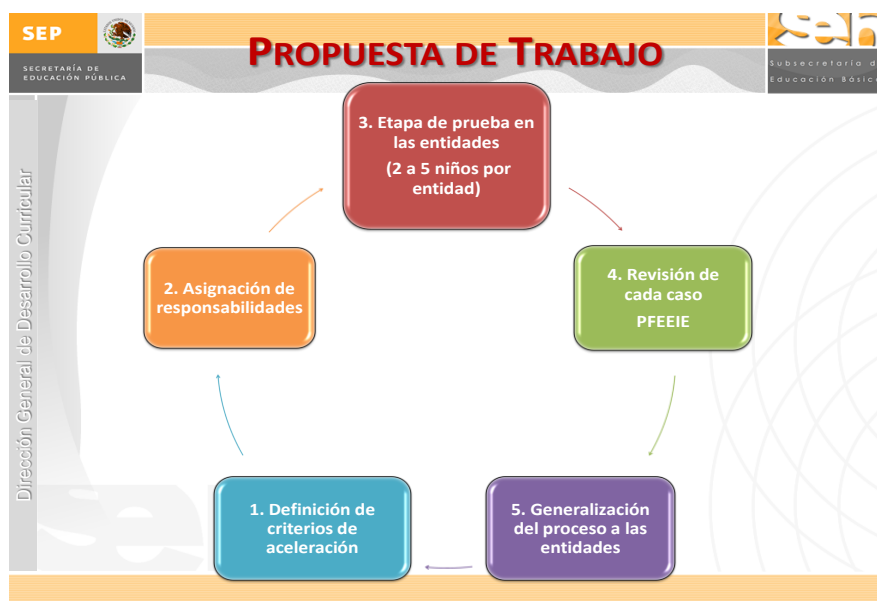 SEP
SECRETARÍA DE
EDUCACIÓN PÚBLICA
PROPUESTA DE TRABAJO
Subsecretaría d
Educación Básic
Dirección General de Desarrollo Curricular
3. Etapa de prueba en
las entidades
(2 a 5 niños por
entidad)
2. Asignación de
responsabilidades
4. Revisión de
cada caso
PFEEIE
1. Definición de
criterios de
aceleración
5. Generalización
del proceso a las
entidades